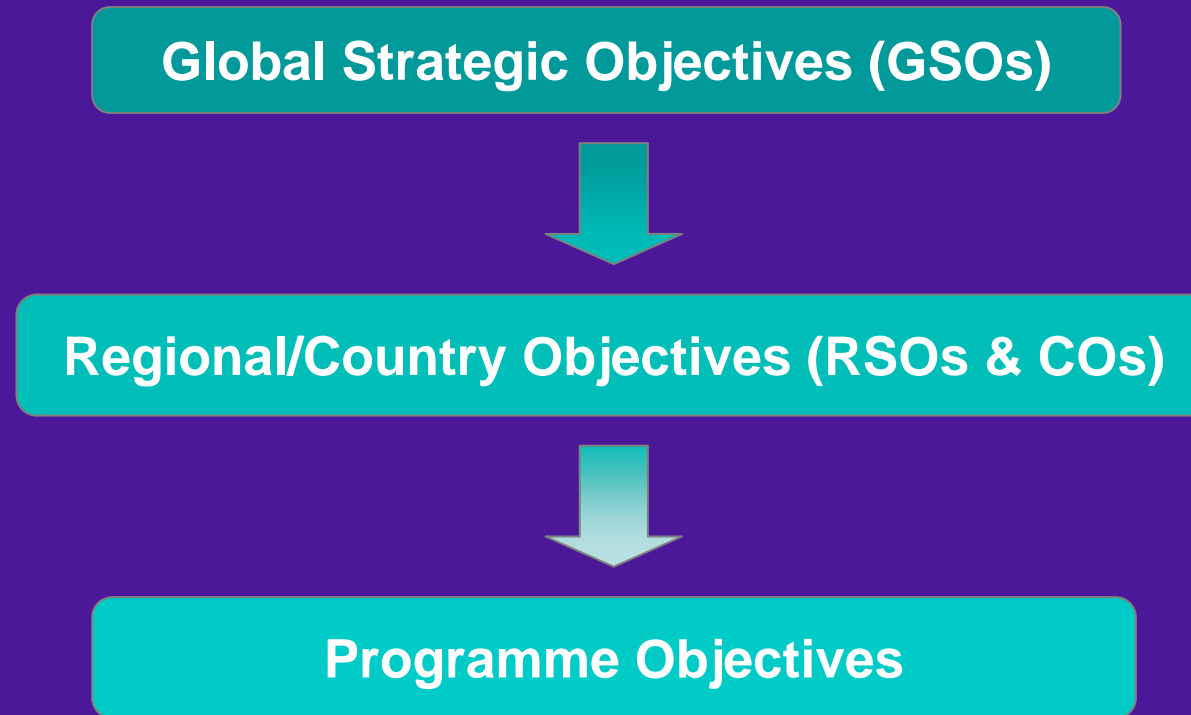 Global Strategic Objectives (GSOs)
Regional/Country Objectives (RSOs & COs)
Programme Objectives